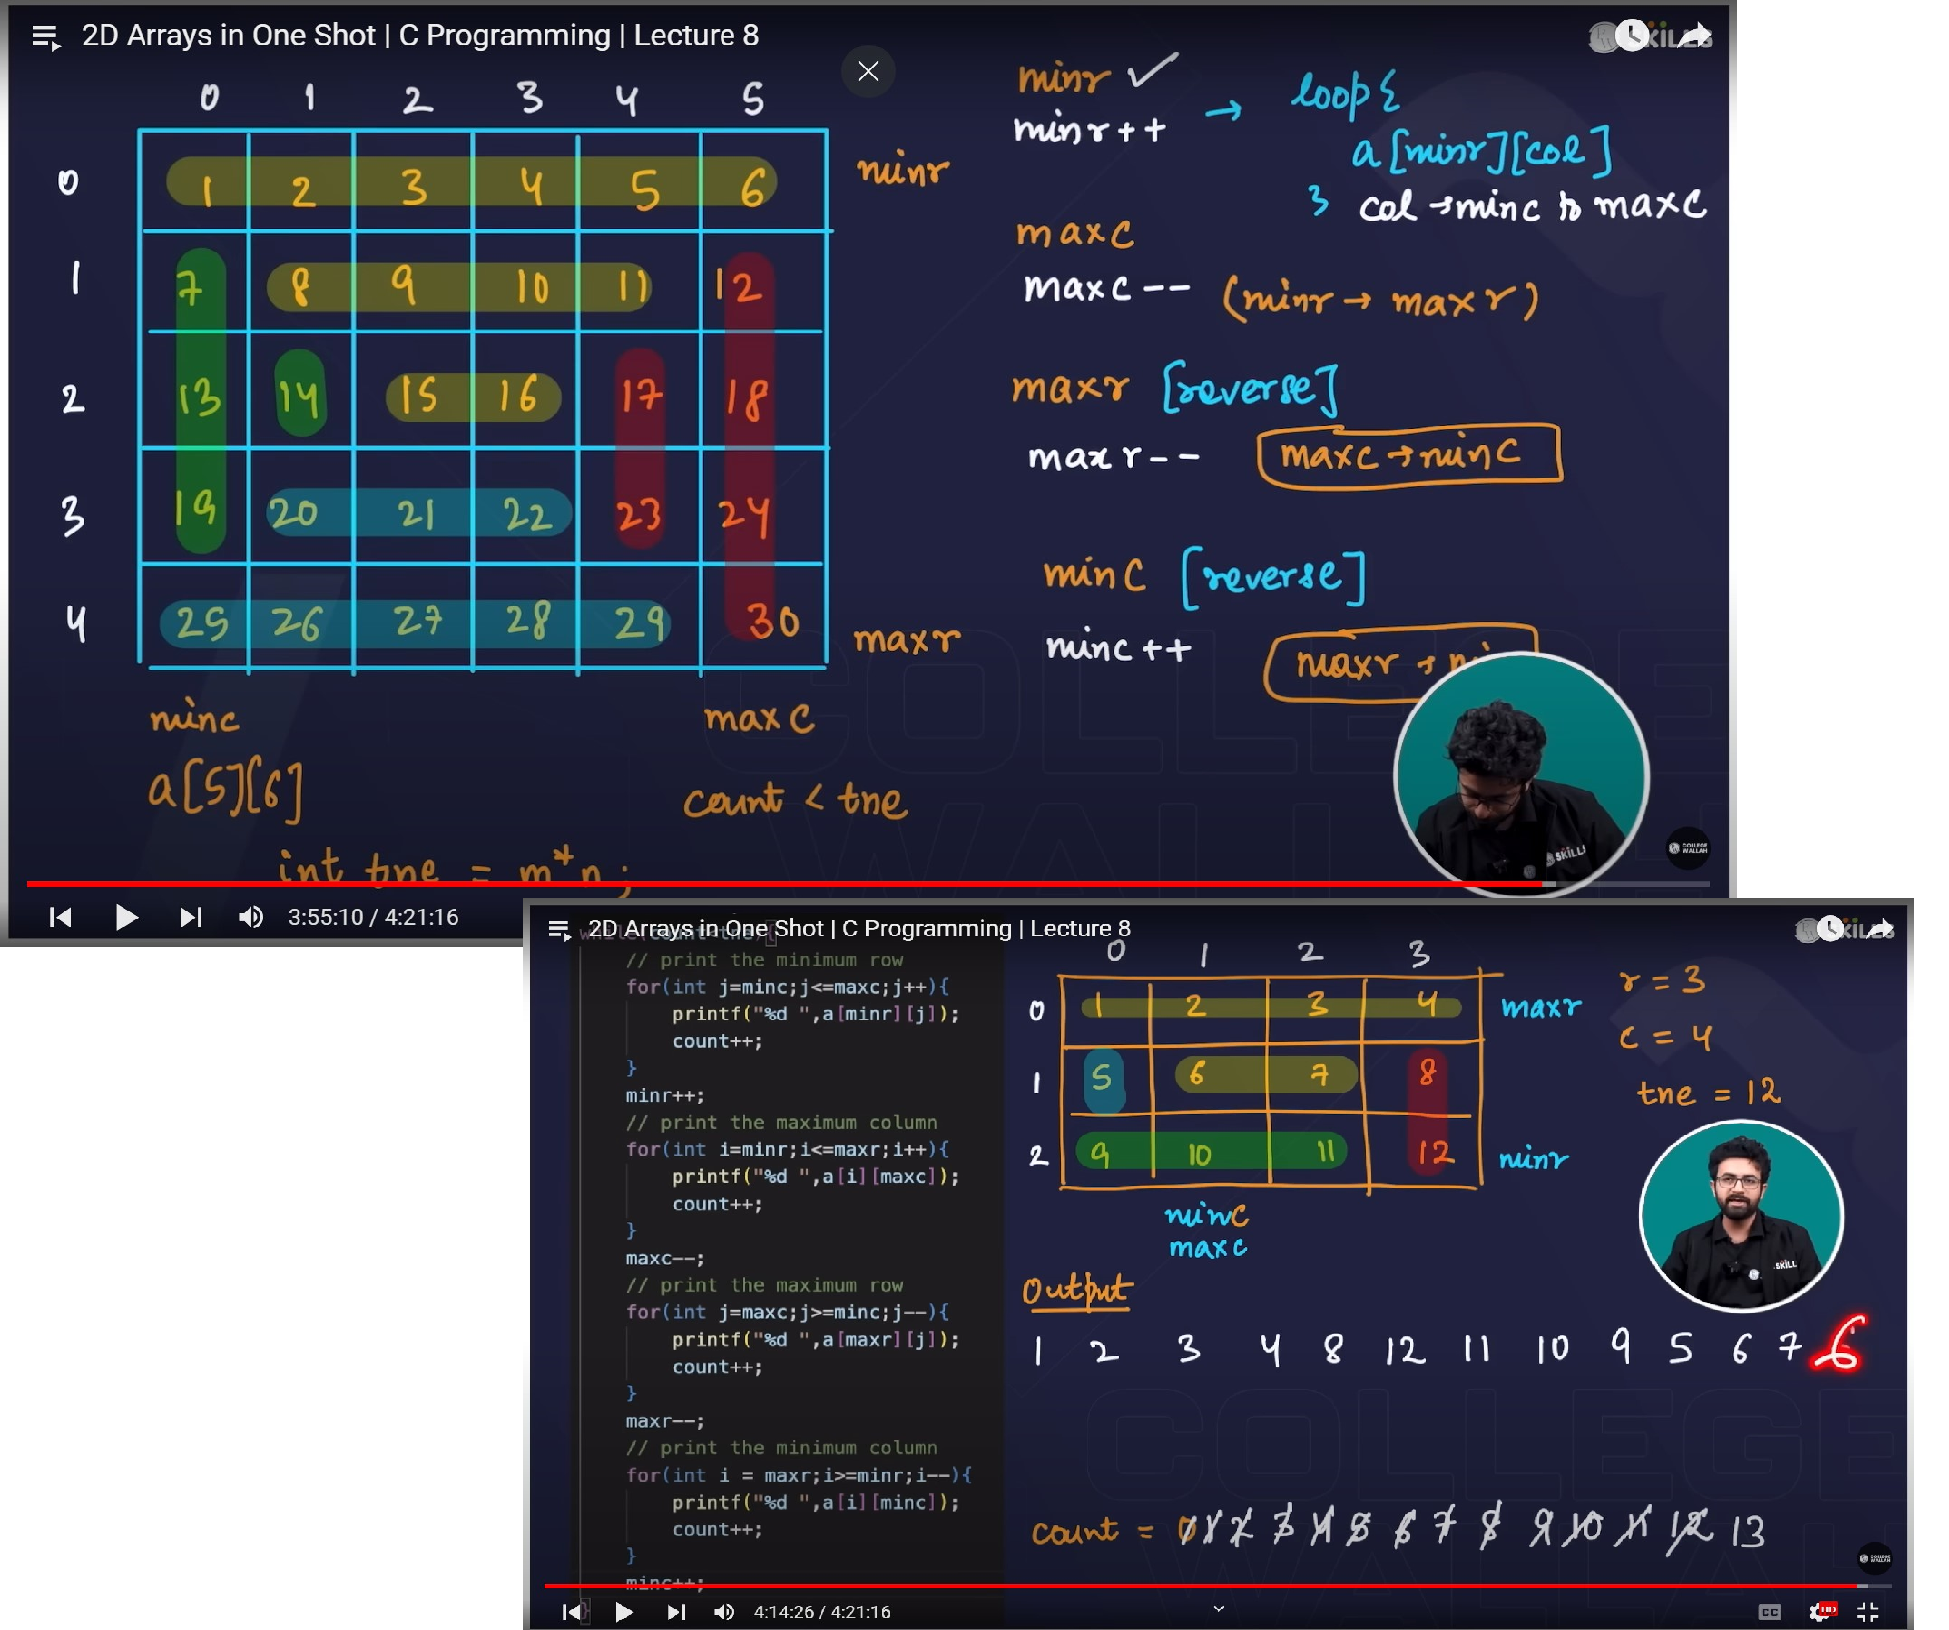 2D Arrays in One Shot | C Programming | Lecture 8
0 1 2 3 4 5
0 1 2 3 4 5 6 minr
1 7 8 9 10 11 12
2 13 14 15 16 17 18
3 19 20 21 22 23 24
4 25 26 27 28 29 30 maxr
minc maxc
a[5][6]
count < tne
int tne = m*n;
minr ✓
minr++ → loop{
a[minr][col]
} col → minc to maxc
maxc
maxc-- (minr → maxr)
maxr [reverse]
maxr-- maxc → minc
minc [reverse]
minc++ maxr →
SKILL
COLLEGE WALLAH
COLLEGE
WALLAH
3:55:10 / 4:21:16
2D Arrays in One Shot | C Programming | Lecture 8
// print the minimum row
for(int j=minc;j<=maxc;j++){
printf("%d ",a[minr][j]);
count++;
}
minr++;
// print the maximum column
for(int i=minr;i<=maxr;i++){
printf("%d ",a[i][maxc]);
count++;
}
maxc--;
// print the maximum row
for(int j=maxc;j>=minc;j--){
printf("%d ",a[maxr][j]);
count++;
}
maxr--;
// print the minimum column
for(int i = maxr;i>=minr;i--){
printf("%d ",a[i][minc]);
count++;
}
minc++;
}
0 1 2 3
0 1 2 3 4 maxr
1 5 6 7 8
2 9 10 11 12 minr
minc
maxc
r = 3
c = 4
tne = 12
SKILL
Output
1 2 3 4 8 12 11 10 9 5 6 7 6
COLLEGE
count = 0 1 2 3 4 5 6 7 8 9 10 11 12 13
4:14:26 / 4:21:16
CC
HD